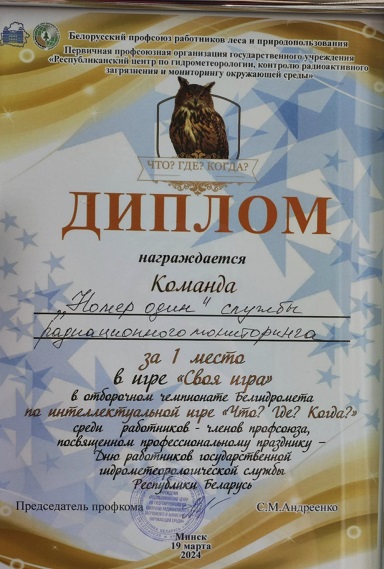 Белорусский профсоюз работников леса и природопользования
Первичная профсоюзная организация государственного учреждения
«Республиканский центр по гидрометеорологии, контролю радиоактивного
загрязнения и мониторингу окружающей среды»
ЧТО? ГДЕ? КОГДА?
ДИПЛОМ
награждается
Команда
„Номер один" службы
радиационного мониторинга
за 1 место
в игре «Своя игра»
в отборочном чемпионате Белгидромета
по интеллектуальной игре «Что? Где? Когда?»
среди работников - членов профсоюза,
посвященном профессиональному празднику –
Дню работников государственной
гидрометеорологической службы
Республики Беларусь
Председатель профкома С.М.Андреенко
Минск
19 марта
2024